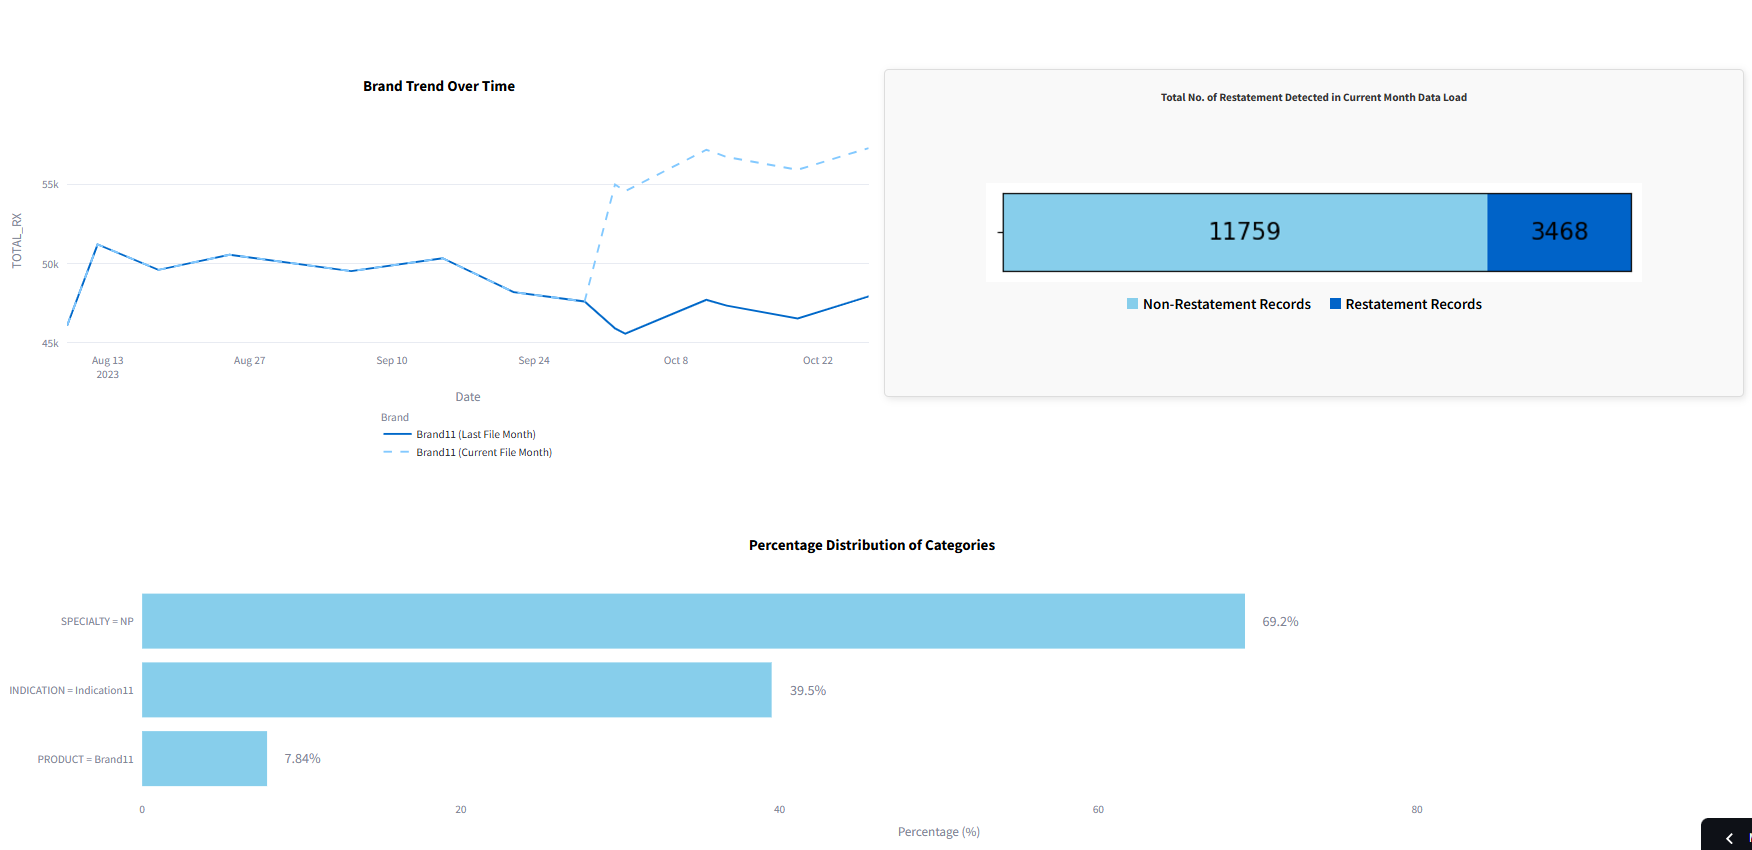 Brand Trend Over Time
TOTAL_RX
55k
50k
45k
Aug 13
2023
Aug 27
Sep 10
Sep 24
Oct 8
Oct 22
Date
Brand
Brand11 (Last File Month)
Brand11 (Current File Month)
Total No. of Restatement Detected in Current Month Data Load
11759
3468
Non-Restatement Records
Restatement Records
Percentage Distribution of Categories
SPECIALTY = NP
69.2%
INDICATION = Indication11
39.5%
PRODUCT = Brand11
7.84%
0
20
40
60
80
Percentage (%)